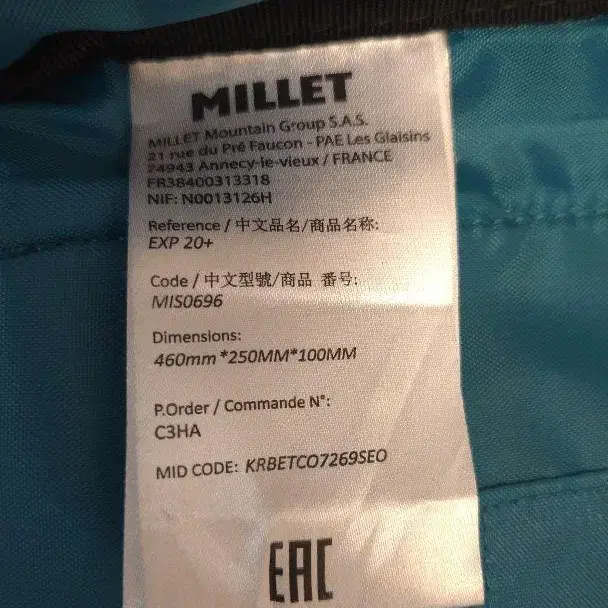 MILLET
MILLET Mountain Group S.A.S.
21 rue du Pré Faucon - PAE Les Glaisins
74943 Annecy-le-vieux / FRANCE
FR38400313318
NIF: N0013126H
Reference / 中文品名/商品名称:
EXP 20+
Code / 中文型號/商品 番号:
MIS0696
Dimensions:
460mm*250MM*100MM
P.Order / Commande N°:
C3HA
MID CODE: KRBETCO7269SEO
EAC